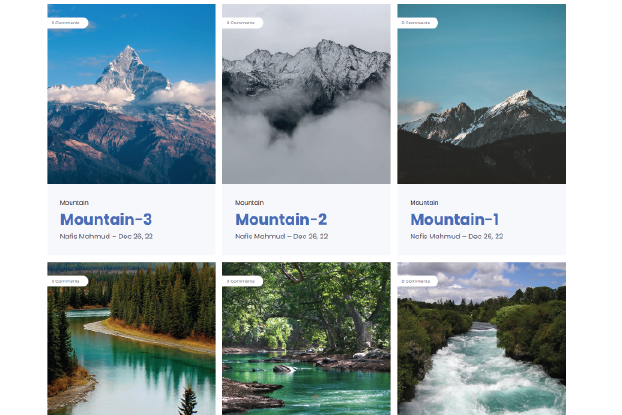 0 Comments
0 Comments
0 Comments
Mountain
Mountain-3
Nafis Mahmud – Dec 26, 22
Mountain
Mountain-2
Nafis Mahmud – Dec 26, 22
Mountain
Mountain-1
Nafis Mahmud – Dec 26, 22
0 Comments
0 Comments
0 Comments